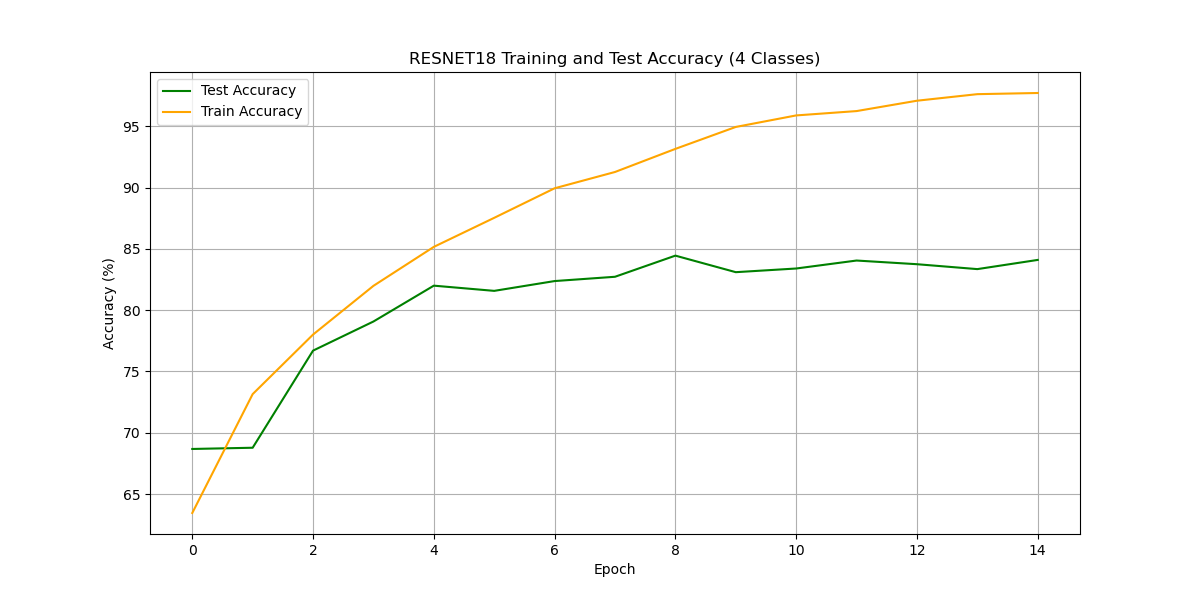 RESNET18 Training and Test Accuracy (4 Classes)
Test Accuracy
Train Accuracy
95
90
85
80
75
70
65
Accuracy (%)
0 2 4 6 8 10 12 14
Epoch